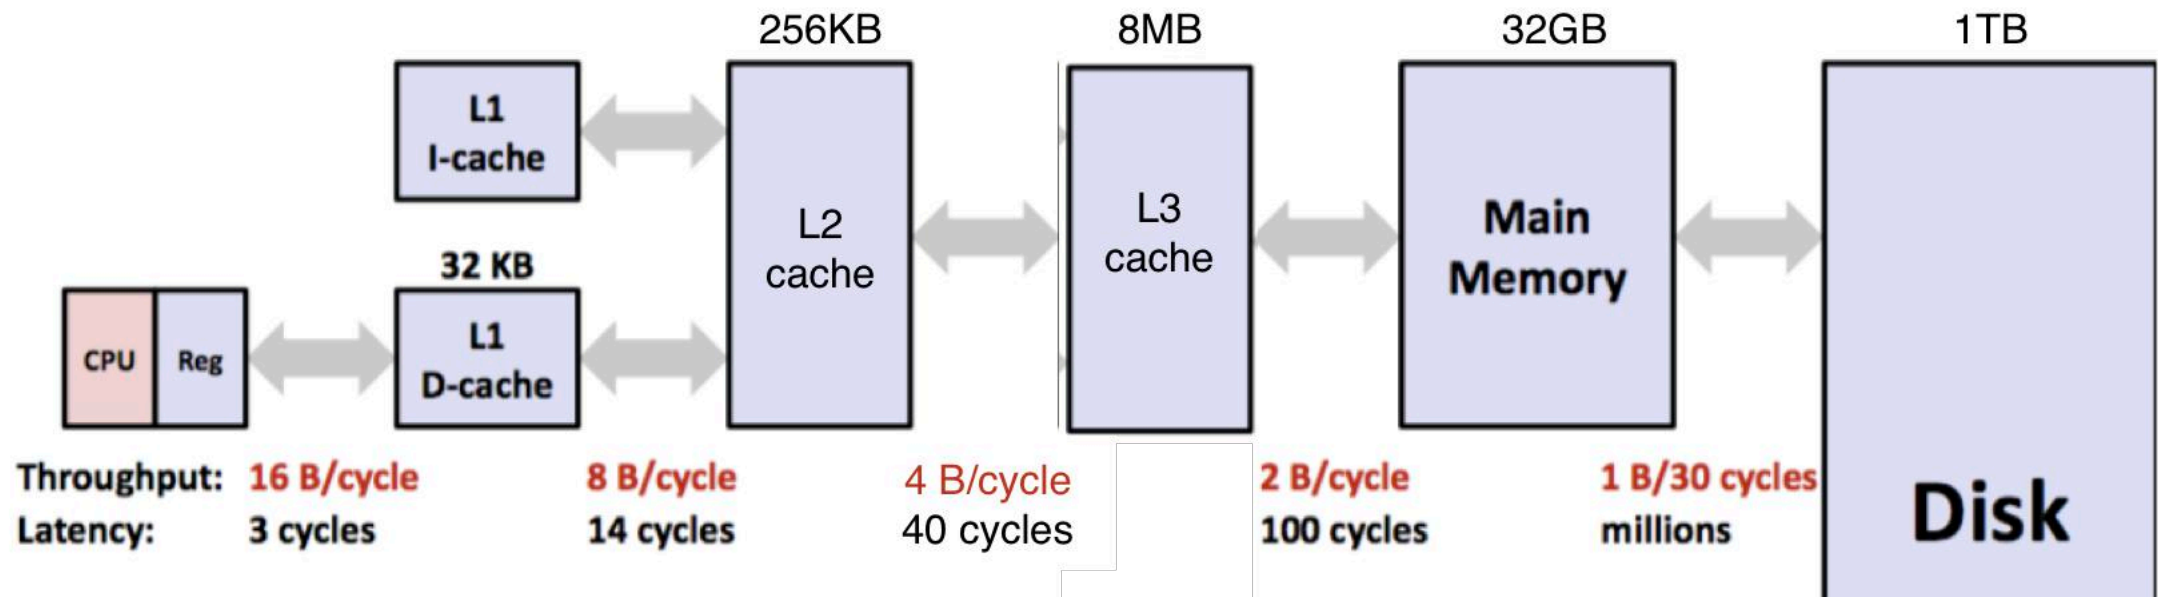 256KB 8MB 32GB 1TB
L1
I-cache
L2
cache
L3
cache
Main
Memory
32 KB
CPU Reg
L1
D-cache
Throughput: 16 B/cycle 8 B/cycle 4 B/cycle 2 B/cycle 1 B/30 cycles
Latency: 3 cycles 14 cycles 40 cycles 100 cycles millions
Disk